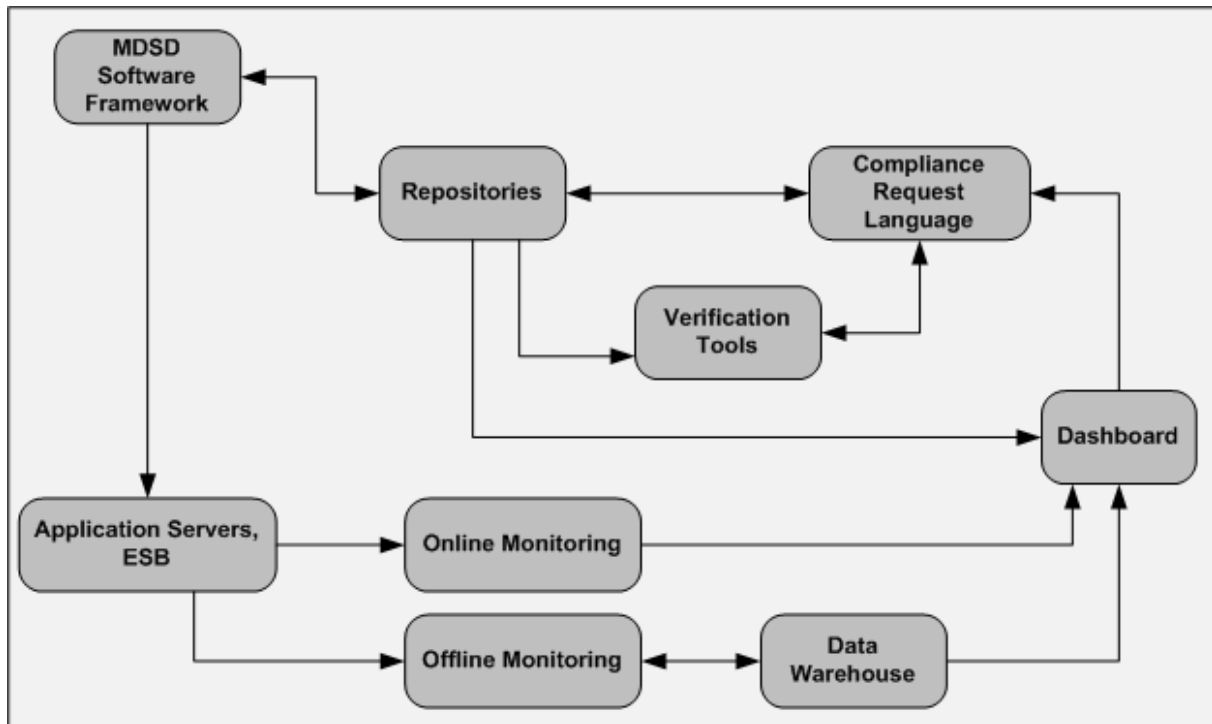 MDSD
Software
Framework
Repositories
Compliance
Request
Language
Verification
Tools
Dashboard
Application Servers,
ESB
Online Monitoring
Offline Monitoring
Data
Warehouse